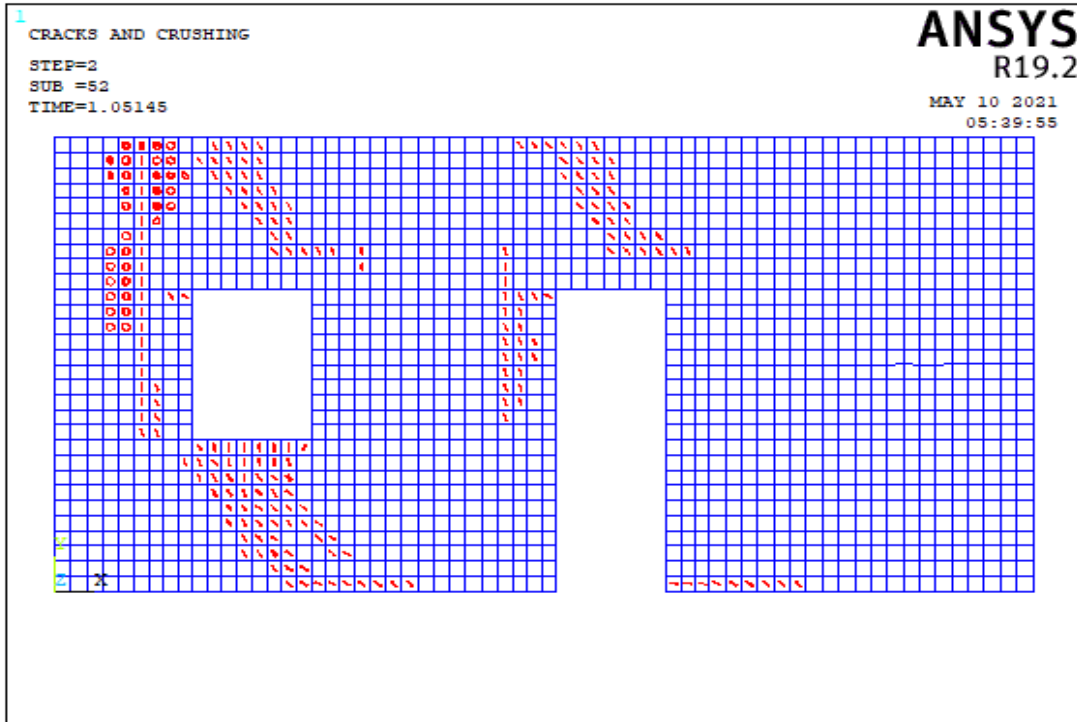 1
CRACKS AND CRUSHING
STEP=2
SUB =52
TIME=1.05145
ANSYS
R19.2
MAY 10 2021
05:39:55
Y
Z X